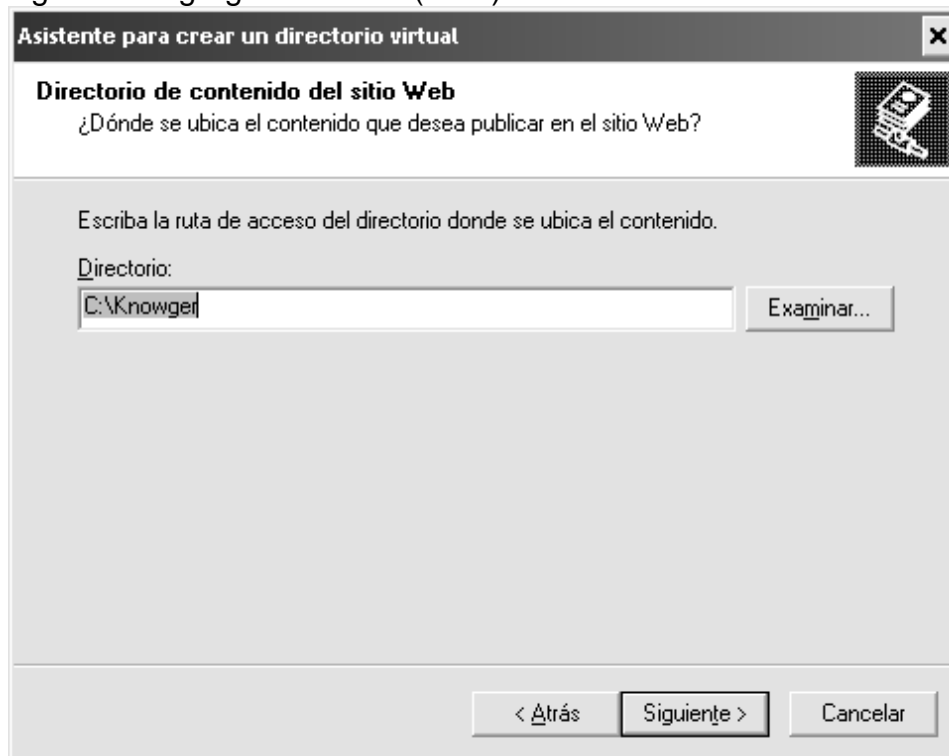 Asistente para crear un directorio virtual
Directorio de contenido del sitio Web
¿Dónde se ubica el contenido que desea publicar en el sitio Web?
Escriba la ruta de acceso del directorio donde se ubica el contenido.
Directorio:
C:\Knowger
Examinar...
< Atrás
Siguiente >
Cancelar